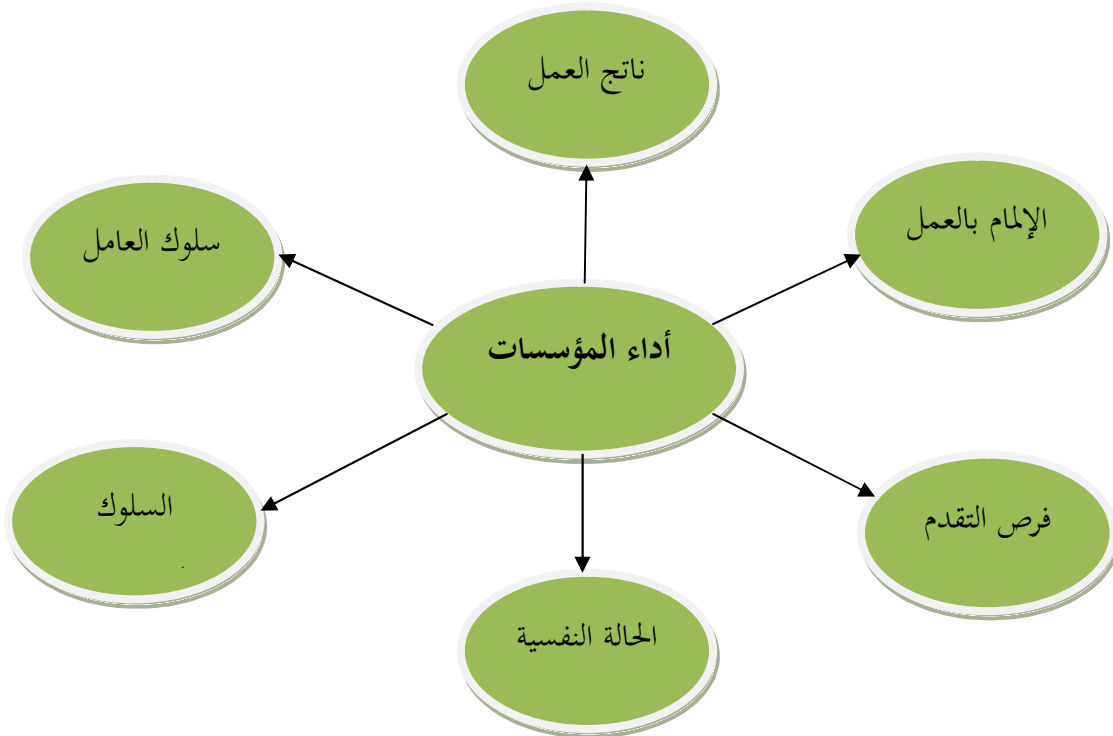 ناتج العمل
الإلمام بالعمل
سلوك العامل
أداء المؤسسات
فرص التقدم
السلوك
الحالة النفسية